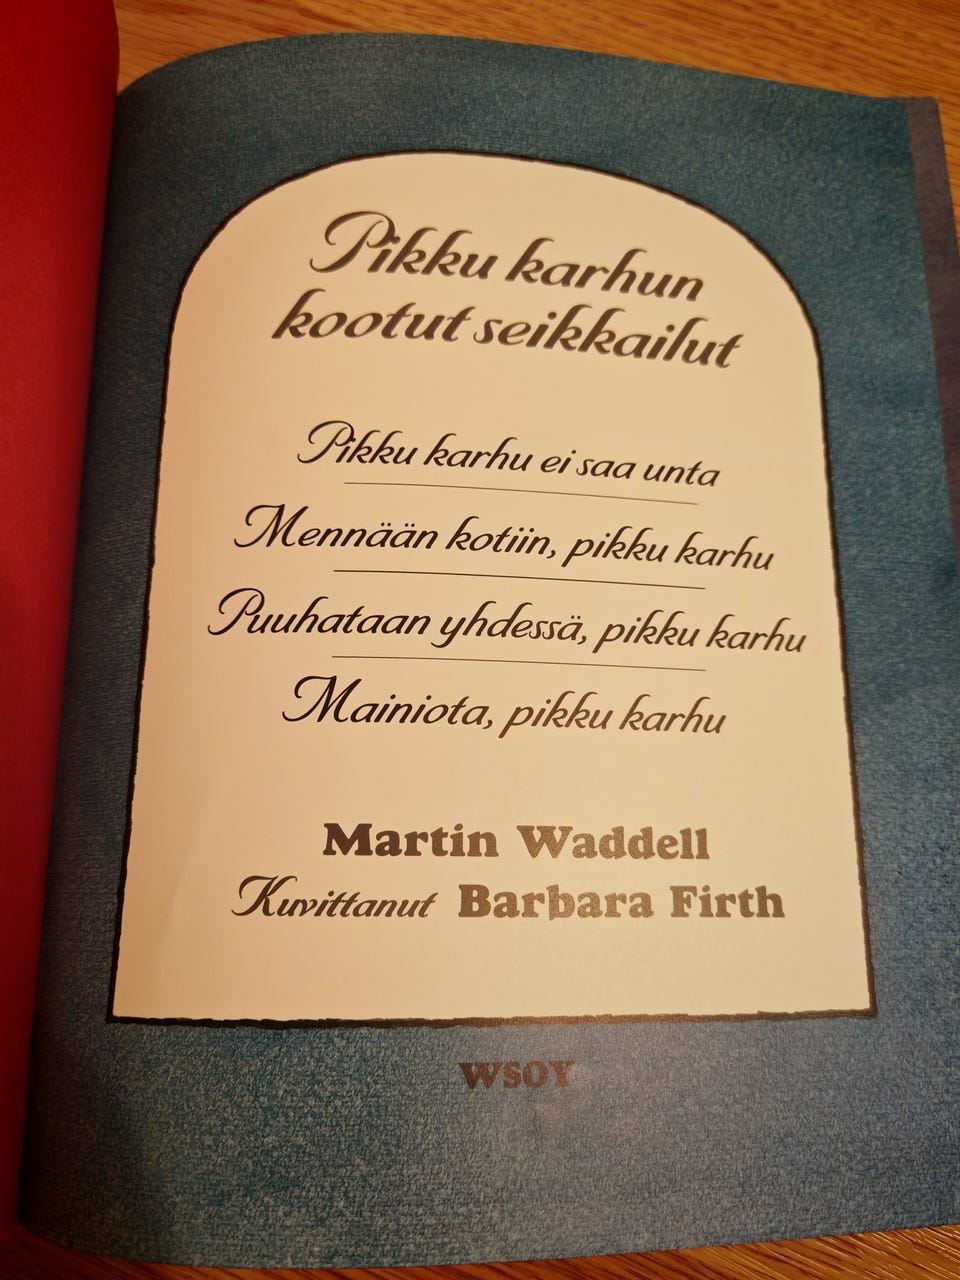 Pikku karhun
kootut seikkailut
Pikku karhu ei saa unta
Mennään kotiin, pikku karhu
Puuhataan yhdessä, pikku karhu
Mainiota, pikku karhu
Martin Waddell
Kuvittanut Barbara Firth
WSOY